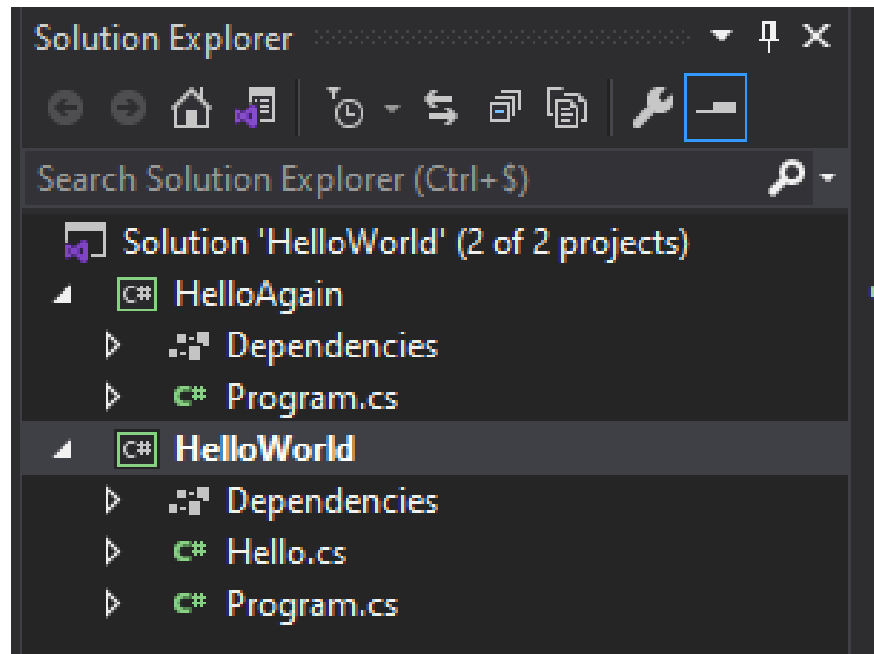 Solution Explorer
Search Solution Explorer (Ctrl+$)
Solution 'HelloWorld' (2 of 2 projects)
C# HelloAgain
Dependencies
C# Program.cs
C# HelloWorld
Dependencies
C# Hello.cs
C# Program.cs